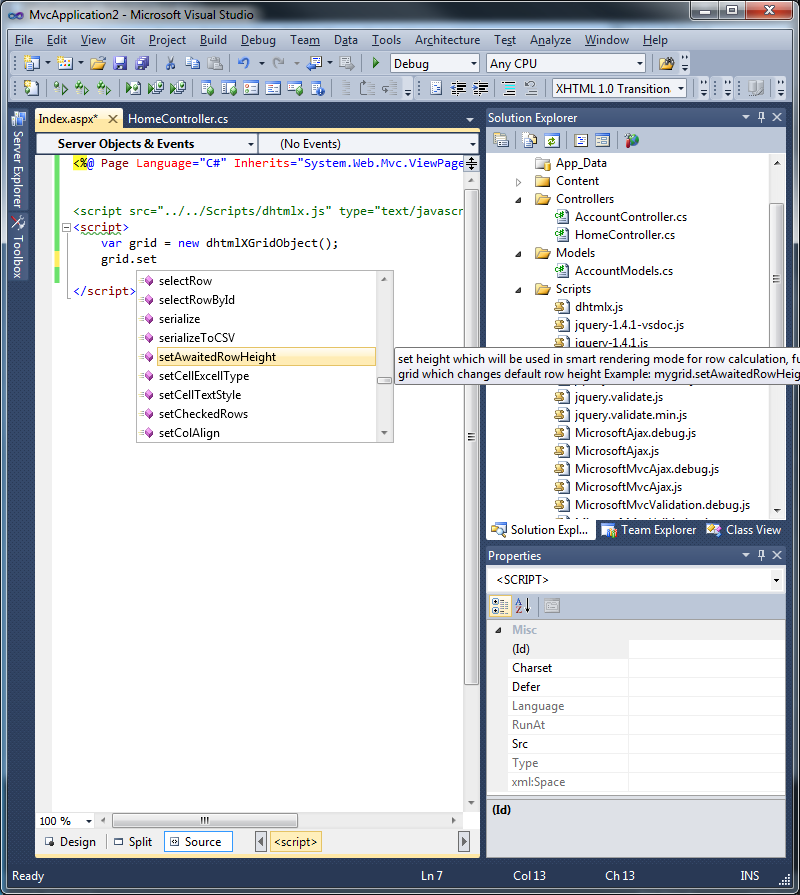 MvcApplication2 - Microsoft Visual Studio
File Edit View Git Project Build Debug Team Data Tools Architecture Test Analyze Window Help
Debug Any CPU
XHTML 1.0 Transition
Index.aspx* HomeController.cs
Server Objects & Events (No Events)
<%@ Page Language="C#" Inherits="System.Web.Mvc.ViewPage
<script src="../../Scripts/dhtmlx.js" type="text/javasc
<script>
var grid = new dhtmlXGridObject();
grid.set
</script>
selectRow
selectRowById
serialize
serializeToCSV
setAwaitedRowHeight
setCellExcellType
setCellTextStyle
setCheckedRows
setColAlign
set height which will be used in smart rendering mode for row calculation, fu
grid which changes default row height Example: mygrid.setAwaitedRowHeig
Server Explorer
Toolbox
100 %
Design Split Source <script>
Solution Explorer
App_Data
Content
Controllers
AccountController.cs
HomeController.cs
Models
AccountModels.cs
Scripts
dhtmlx.js
jquery-1.4.1-vsdoc.js
jquery-1.4.1.js
jquery.validate.js
jquery.validate.min.js
MicrosoftAjax.debug.js
MicrosoftAjax.js
MicrosoftMvcAjax.debug.js
MicrosoftMvcAjax.js
MicrosoftMvcValidation.debug.js
Solution Expl... Team Explorer Class View
Properties
<SCRIPT>
Misc
(Id)
Charset
Defer
Language
RunAt
Src
Type
xml:Space
(Id)
Ready Ln 7 Col 13 Ch 13 INS